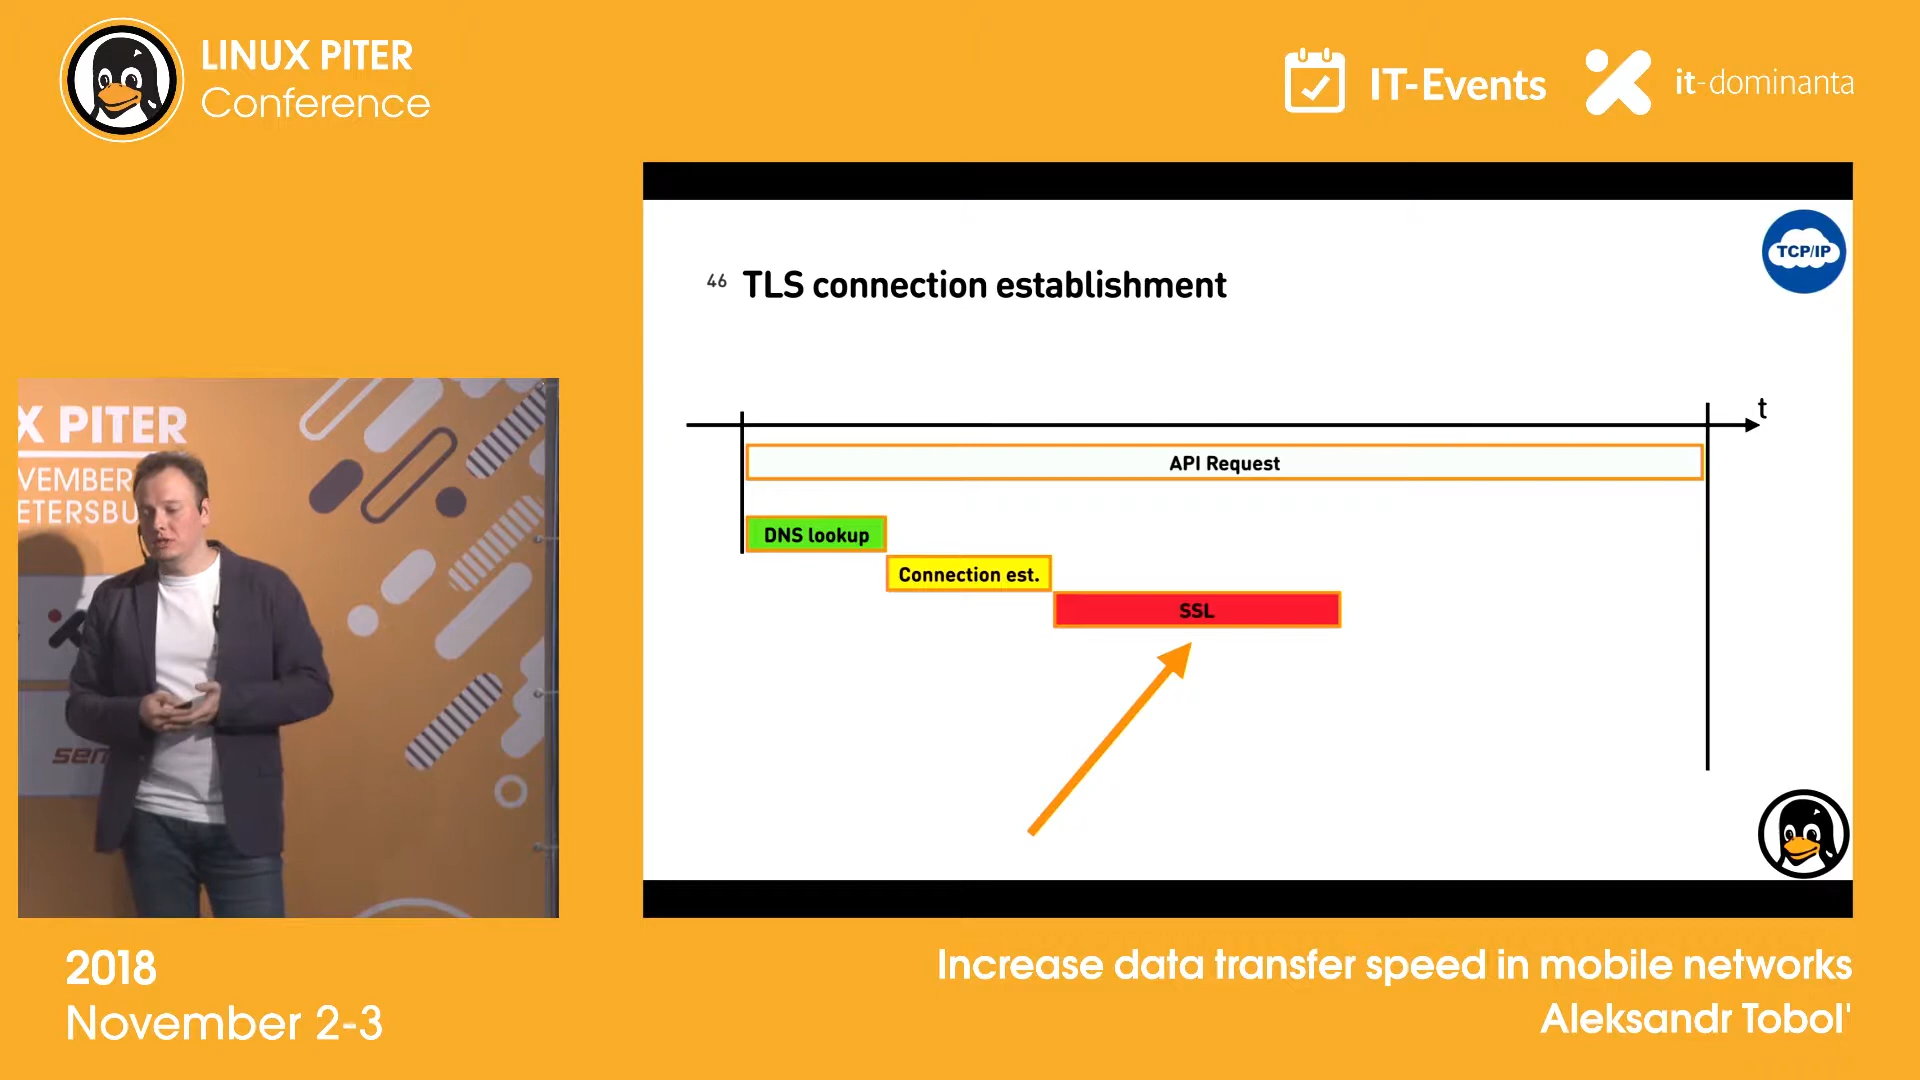 LINUX PITER
Conference
IT-Events
it-dominanta
TCP/IP
46 TLS connection establishment
t
API Request
DNS lookup
Connection est.
SSL
X PITER
VEMBER
ETERSBU
sem
2018
November 2-3
Increase data transfer speed in mobile networks
Aleksandr Tobol'